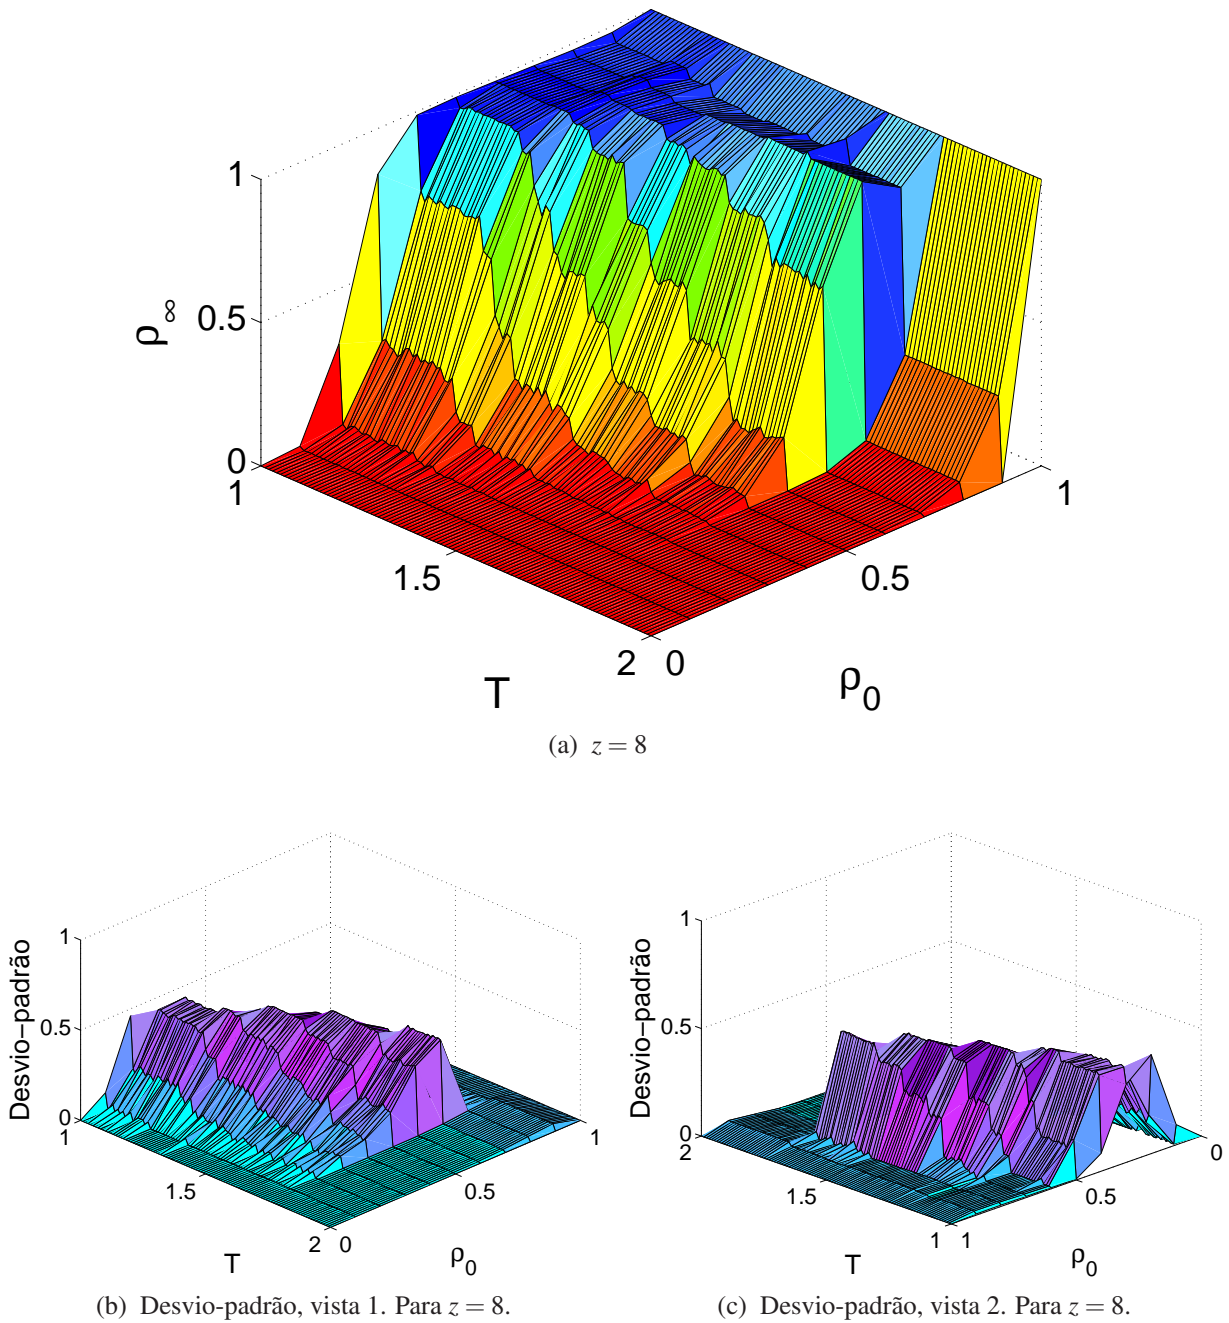 1
0.5
0
ρ∞
1
1.5
2
T
0
0.5
1
ρ0
(a) z = 8
1
0.5
0
Desvio−padrão
1
1.5
2
T
0
0.5
1
ρ0
(b) Desvio-padrão, vista 1. Para z = 8.
1
0.5
0
Desvio−padrão
2
1.5
1
T
1
0.5
0
ρ0
(c) Desvio-padrão, vista 2. Para z = 8.